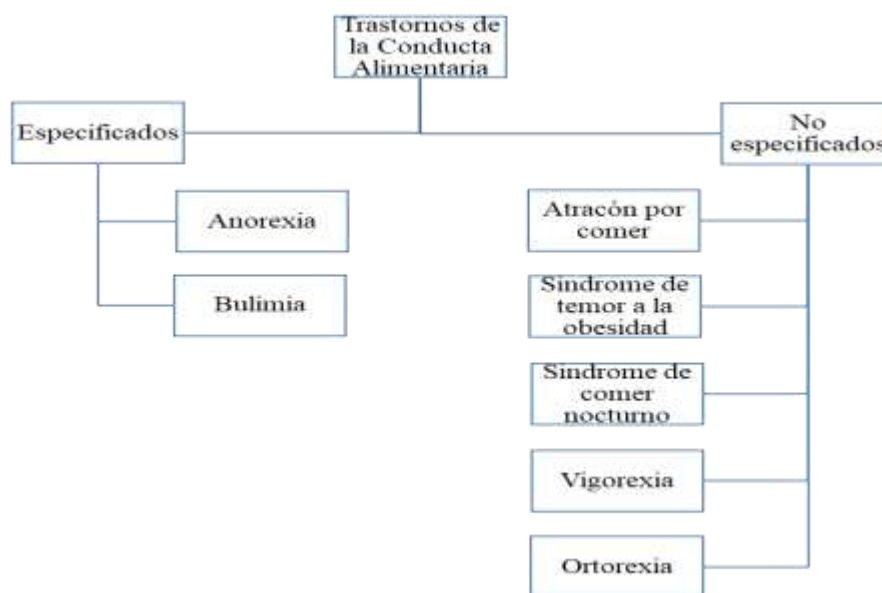 Trastornos de
la Conducta
Alimentaria
Especificados
No
especificados
Anorexia
Bulimia
Atracón por
comer
Sindrome de
temor a la
obesidad
Sindrome de
comer
nocturno
Vigorexia
Ortorexia